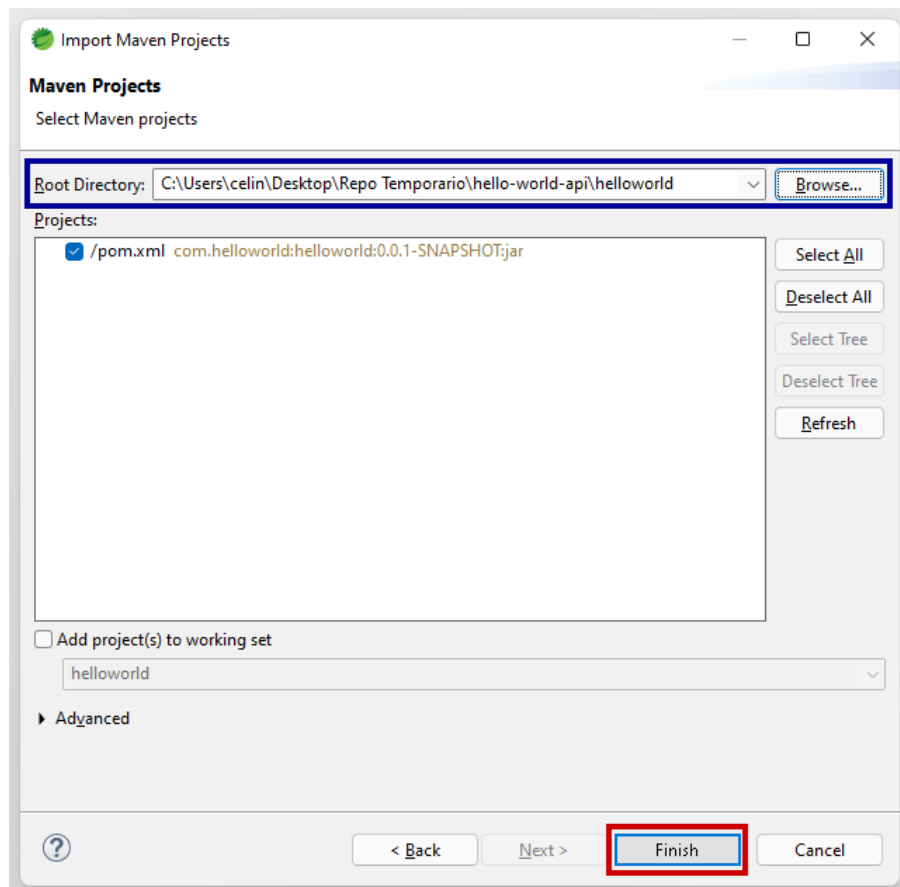 Import Maven Projects
Maven Projects
Select Maven projects
Root Directory: C:\Users\celin\Desktop\Repo Temporario\hello-world-api\helloworld Browse...
Projects:
/pom.xml com.helloworld:helloworld:0.0.1-SNAPSHOT:jar
Select All
Deselect All
Select Tree
Deselect Tree
Refresh
Add project(s) to working set
helloworld
Advanced
? < Back Next > Finish Cancel